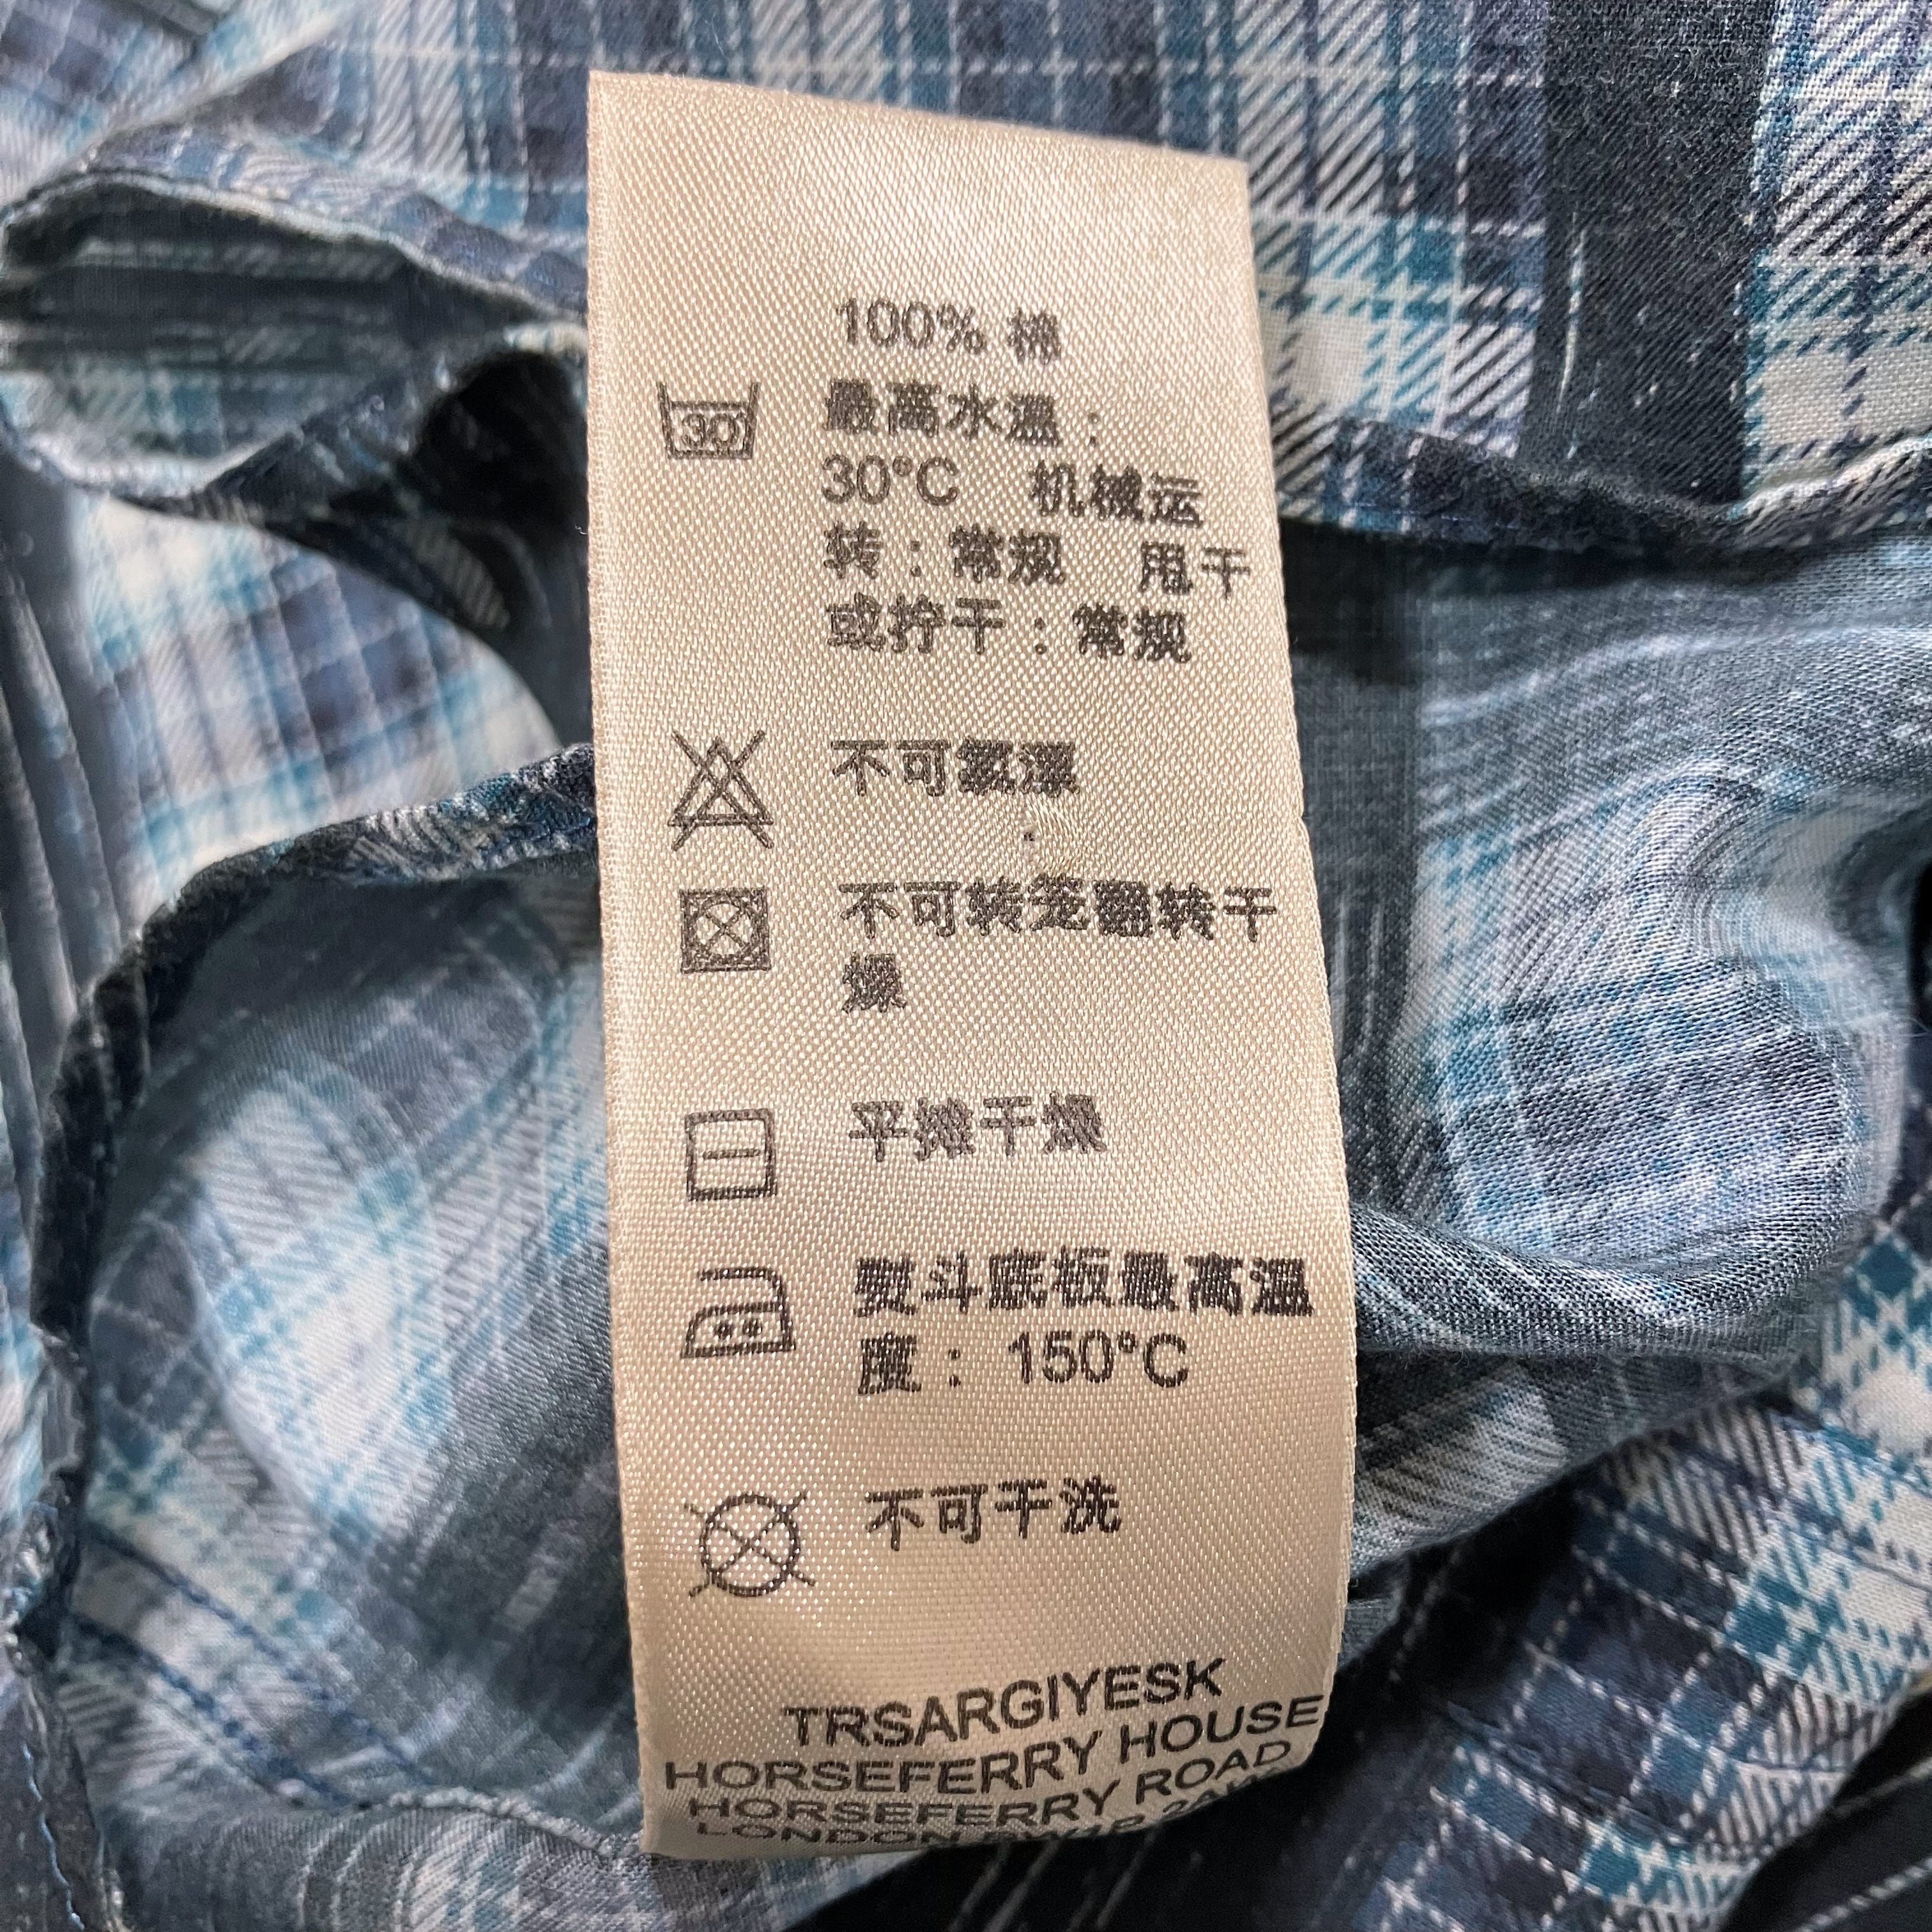 100% 棉
30
最高水温：
30°C 机械运
转：常规 甩干
或拧干：常规
不可氯漂
不可转笼翻转干
燥
平摊干燥
熨斗底板最高温
度： 150°C
不可干洗
TRSARGIYESK
HORSEFERRY HOUSE
HORSEFERRY ROAD
LONDON